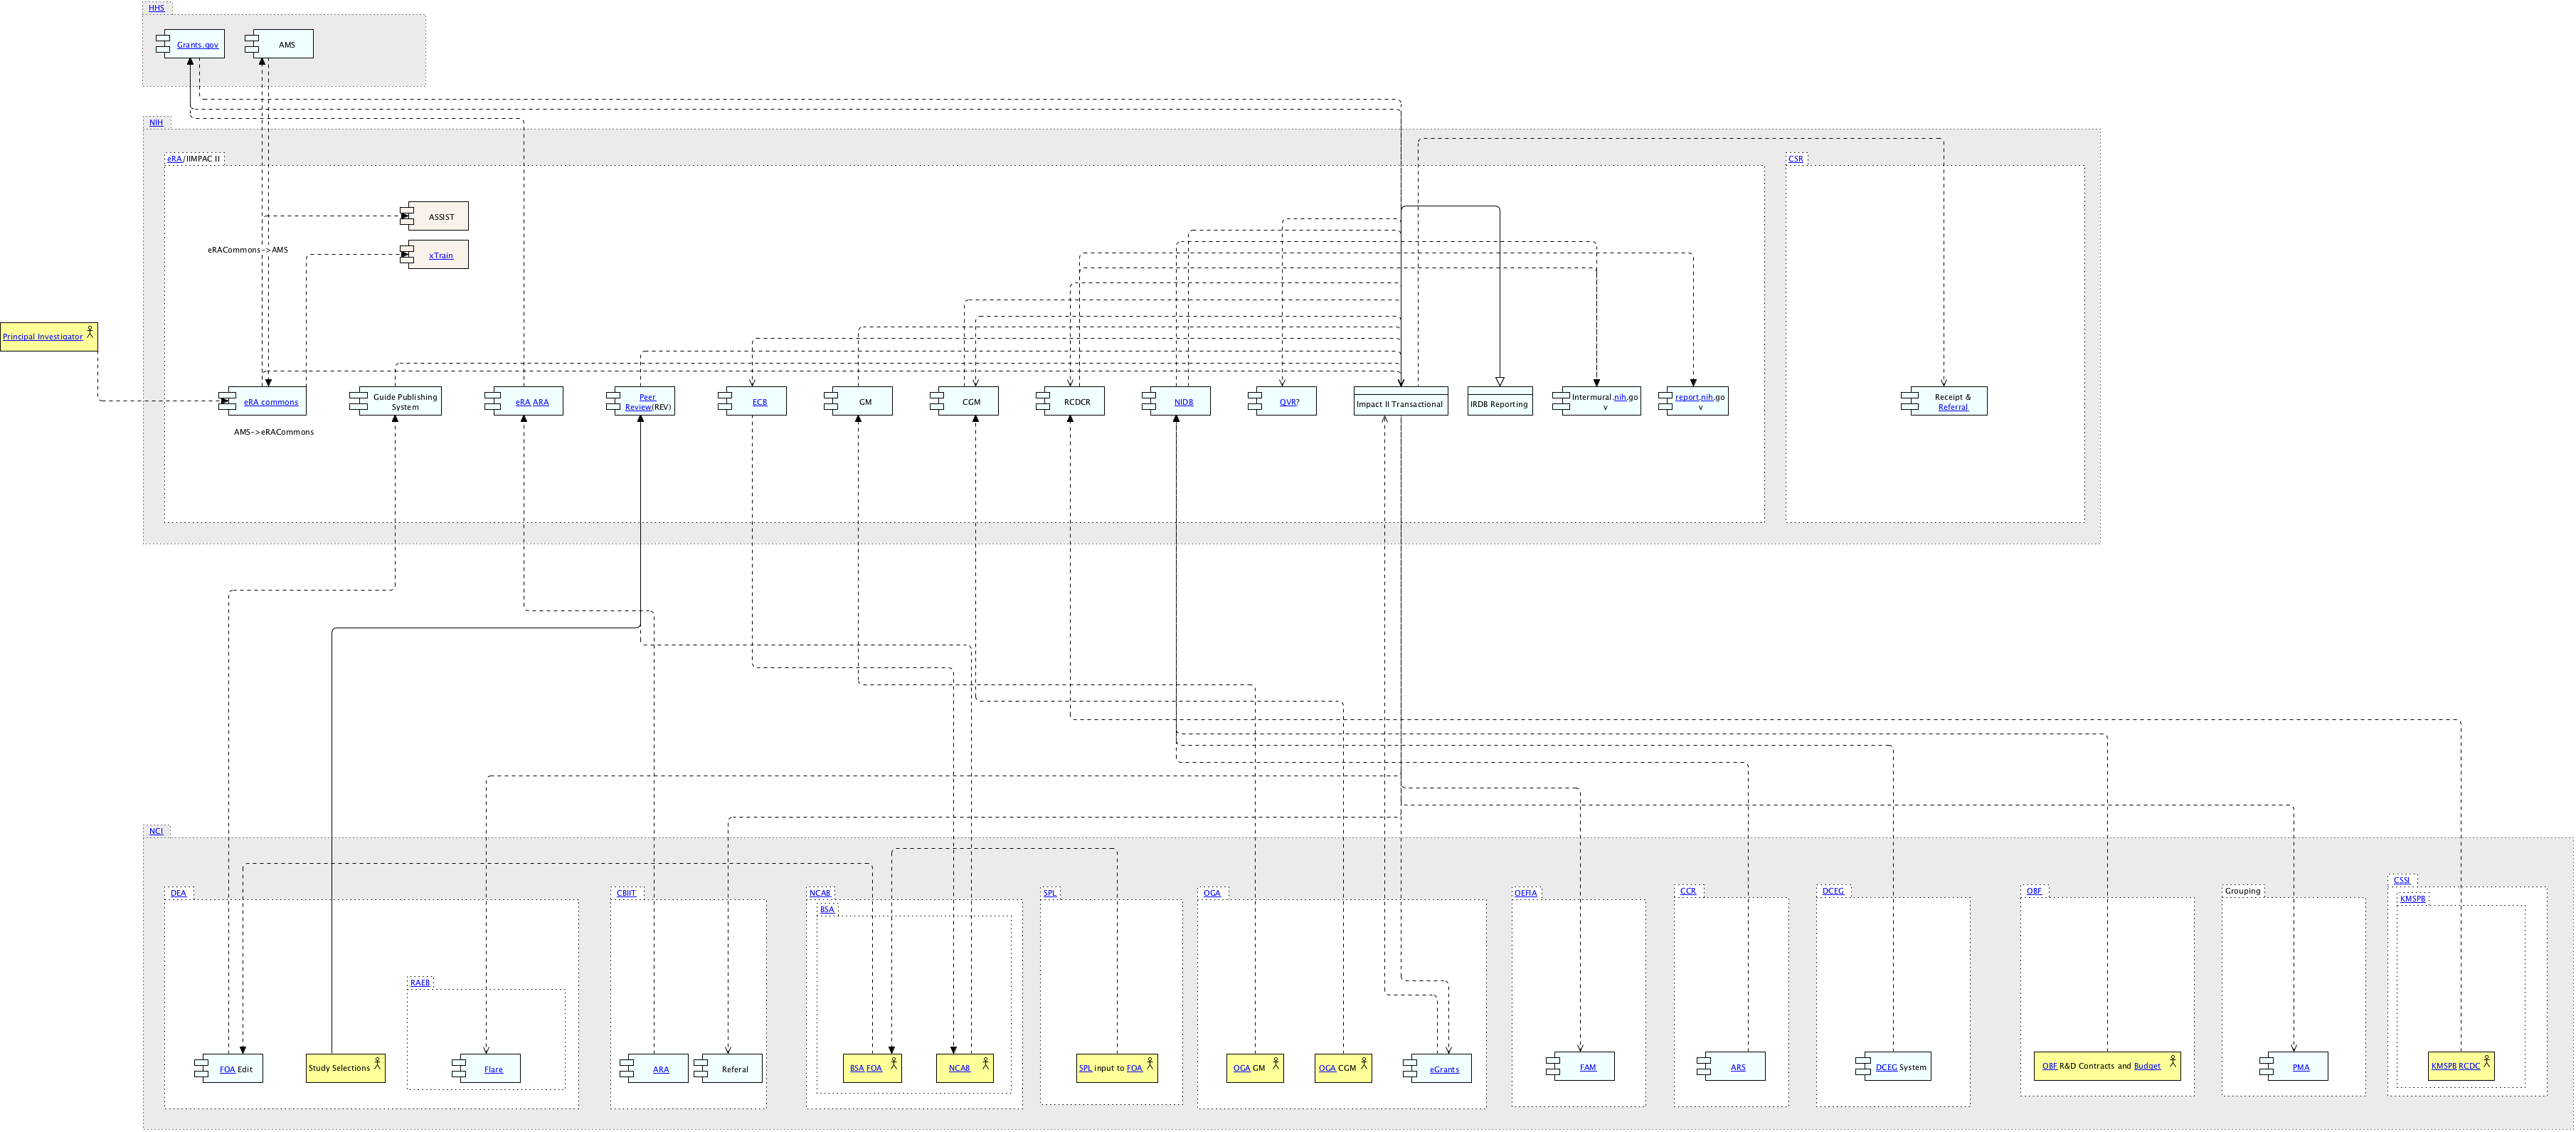 HHS
Grants.gov
AMS
NIH
eRA/IIMPAC II
CSR
ASSIST
eRACommons->AMS
xTrain
Principal Investigator
eRA commons
Guide Publishing
System
eRA ARA
Peer
Review(REV)
ECB
GM
CGM
RCDCR
NIDB
QVR?
Impact II Transactional
IRDB Reporting
Intermural.nih.go
v
report.nih.go
v
Receipt &
Referral
AMS->eRACommons
NCI
DEA
CBIIT
NCAB
BSA
SPL
OGA
OEFIA
CCR
DCEG
OBF
Grouping
CSSI
KMSPB
RAEB
FOA Edit
Study Selections
Flare
ARA
Referal
BSA FOA
NCAB
SPL input to FOA
OGA GM
OGA CGM
eGrants
FAM
ARS
DCEG System
OBF R&D Contracts and Budget
PMA
KMSPB RCDC